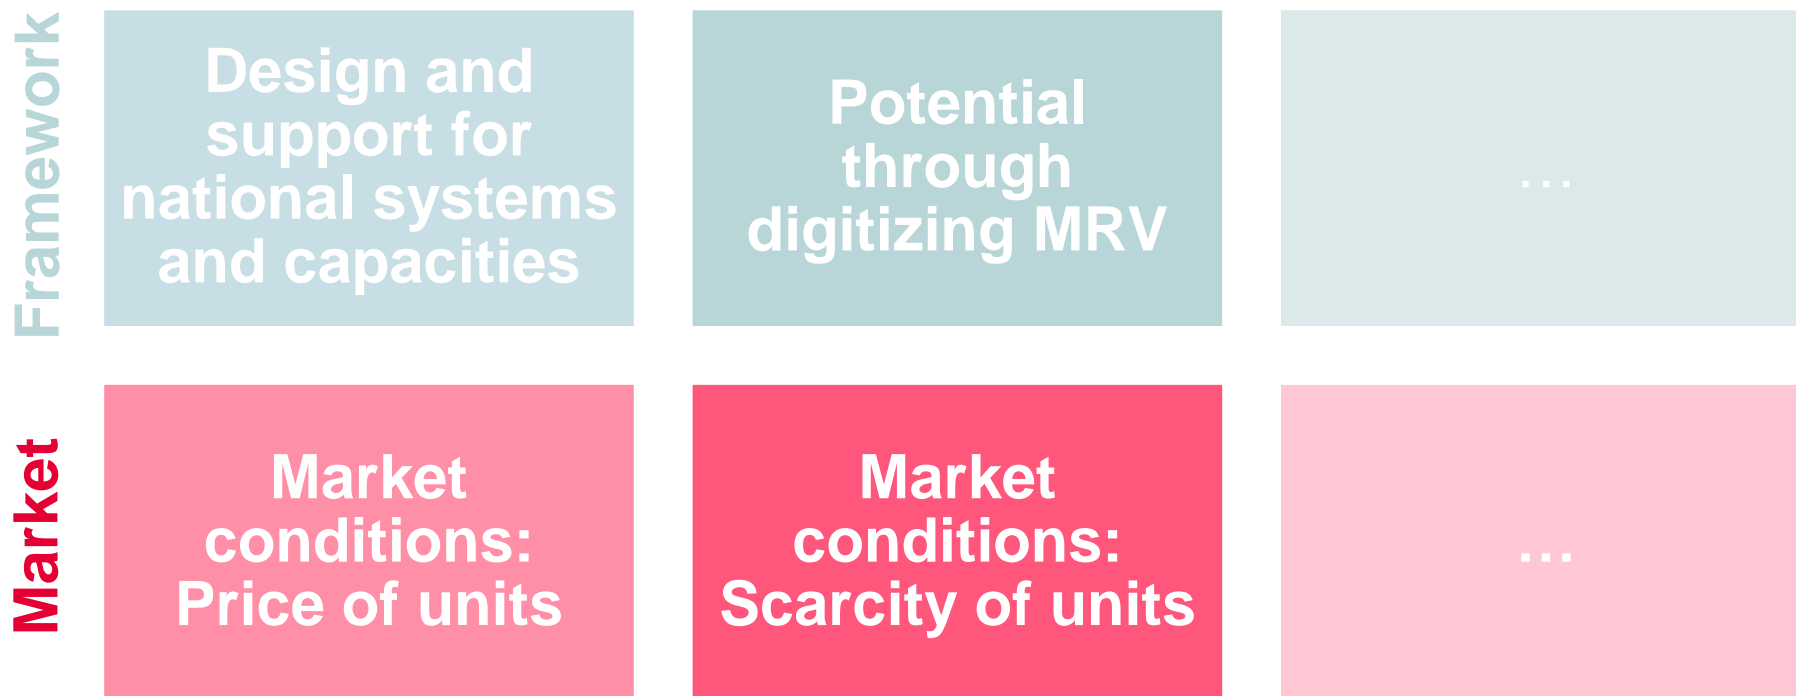 Framework
Design and
support for
national systems
and capacities
Potential
through
digitizing MRV
…
Market
Market
conditions:
Price of units
Market
conditions:
Scarcity of units
…